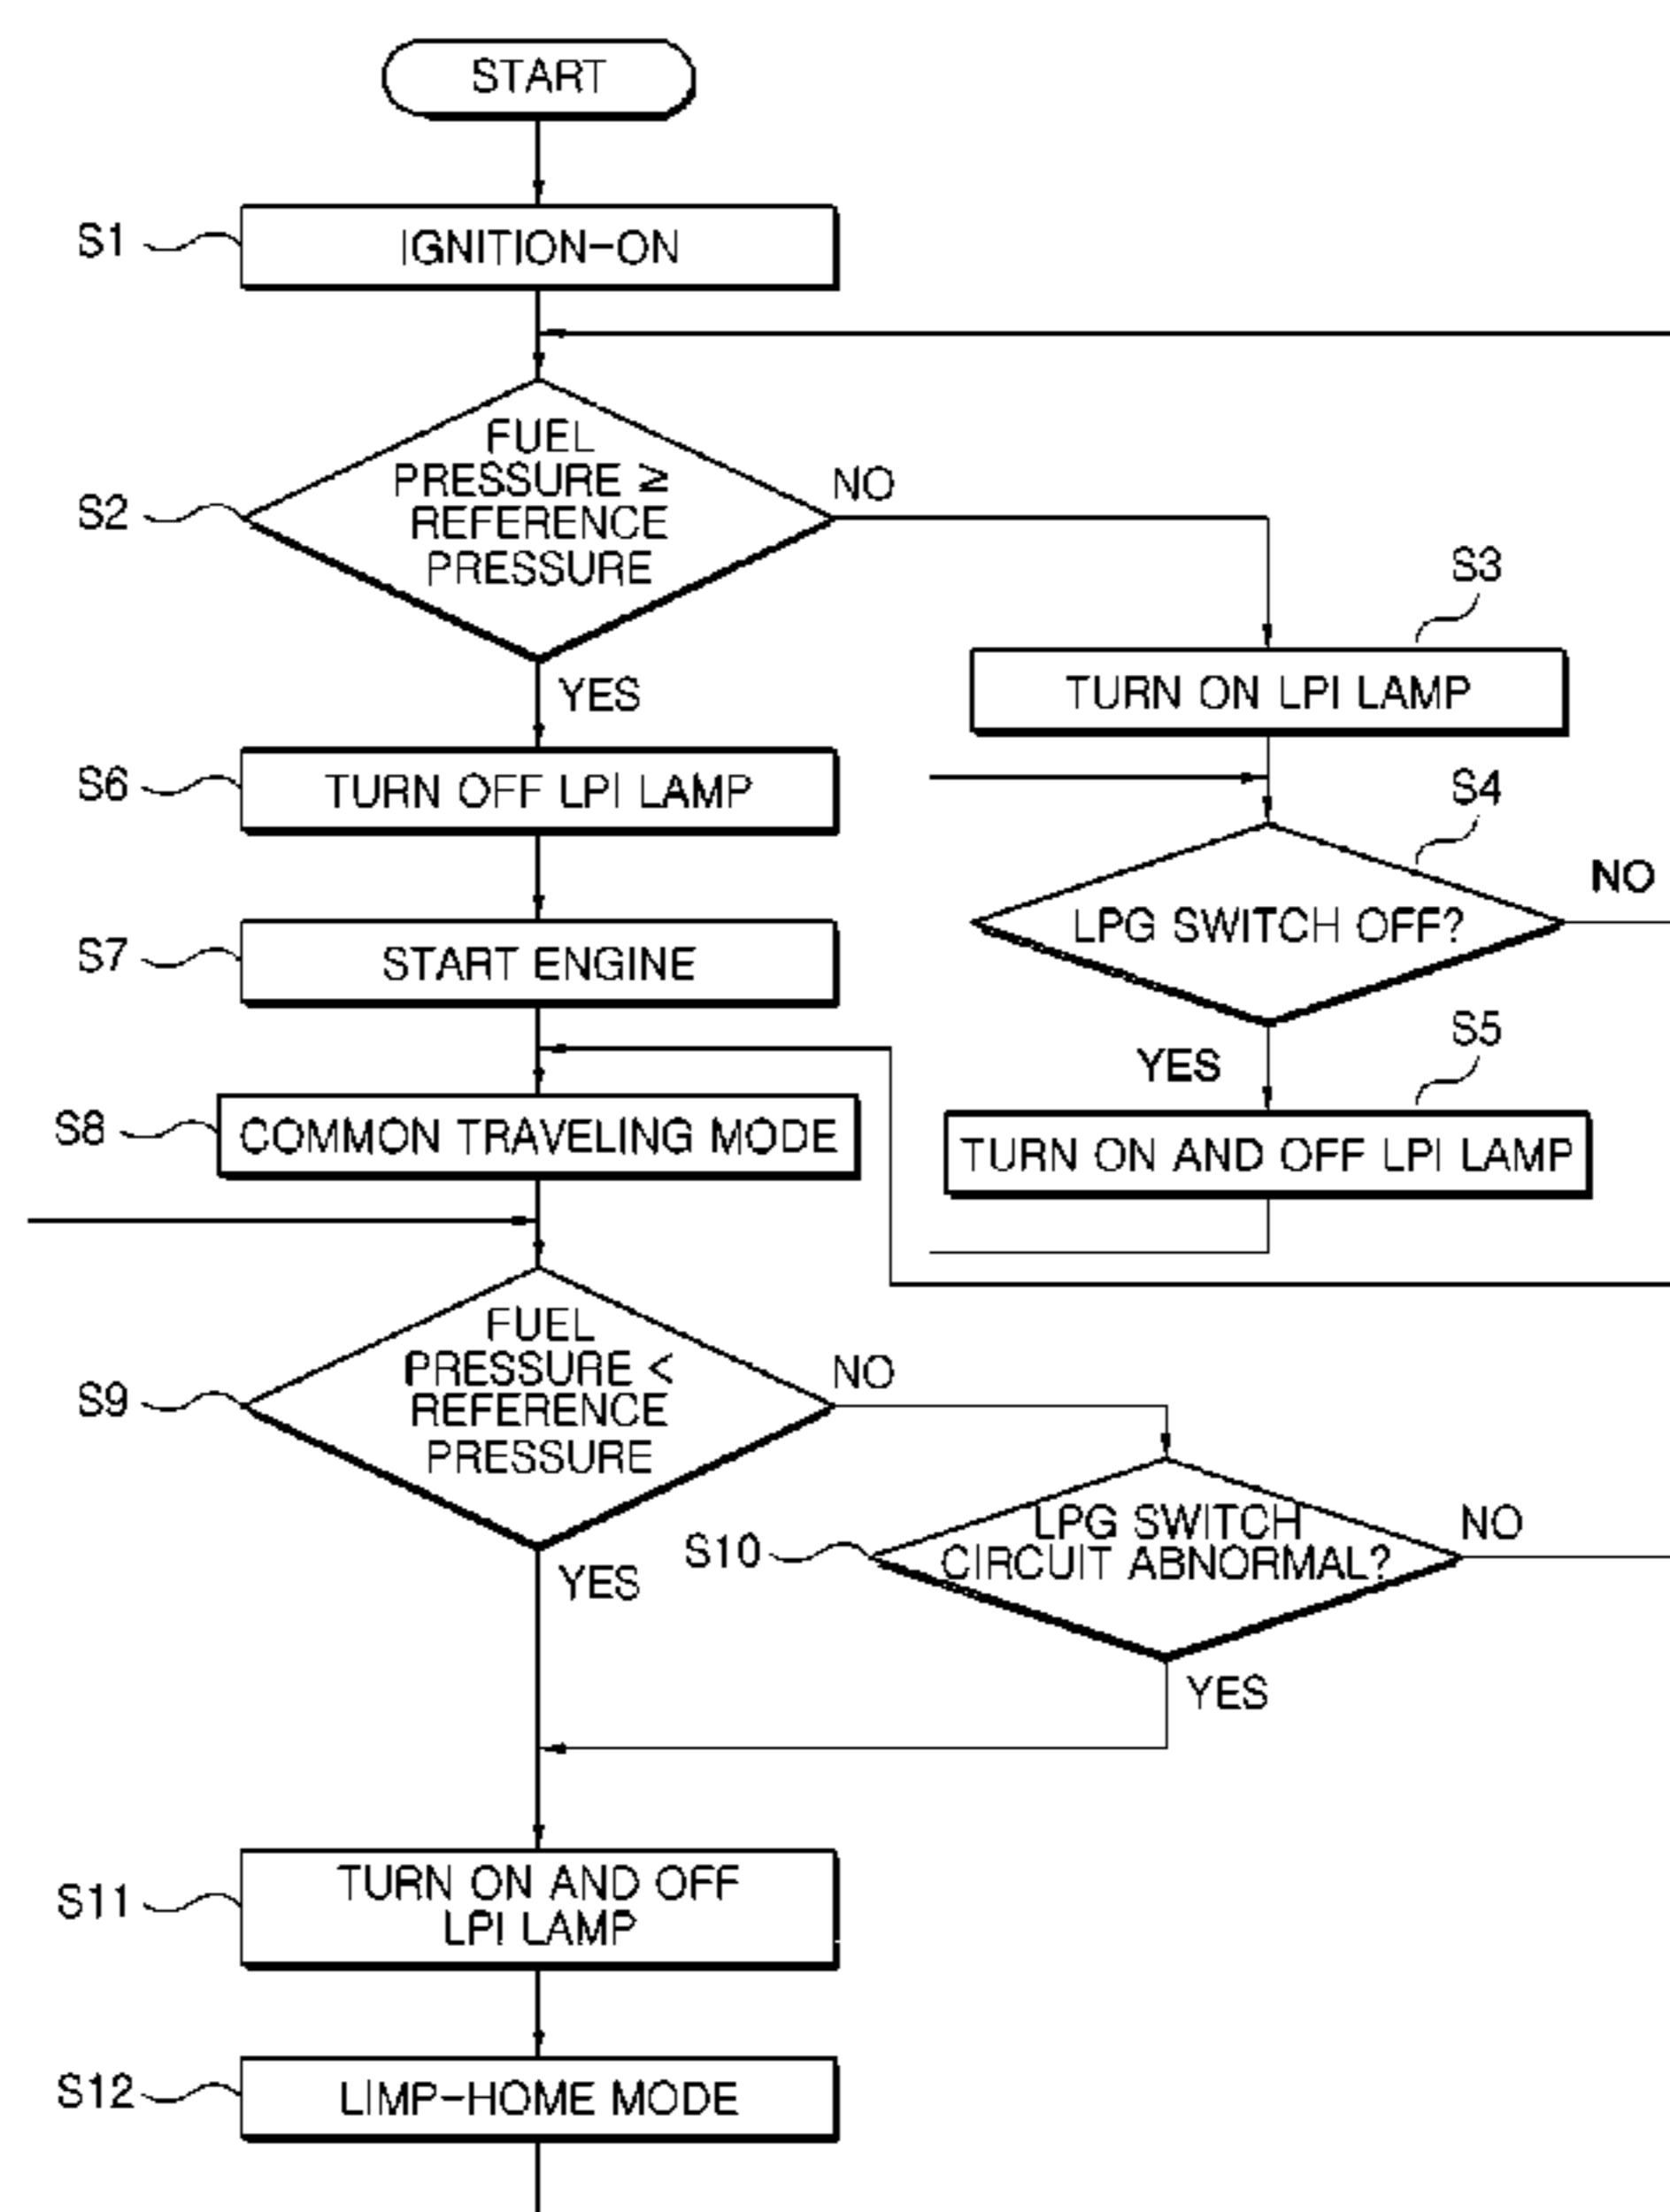 START
S1
IGNITION-ON
S2
FUEL
PRESSURE ≥
REFERENCE
PRESSURE
NO
YES
S3
TURN ON LPI LAMP
S6
TURN OFF LPI LAMP
S4
LPG SWITCH OFF?
NO
YES
S7
START ENGINE
S5
TURN ON AND OFF LPI LAMP
S8
COMMON TRAVELING MODE
S9
FUEL
PRESSURE <
REFERENCE
PRESSURE
NO
YES
S10
LPG SWITCH
CIRCUIT ABNORMAL?
NO
YES
S11
TURN ON AND OFF
LPI LAMP
S12
LIMP-HOME MODE